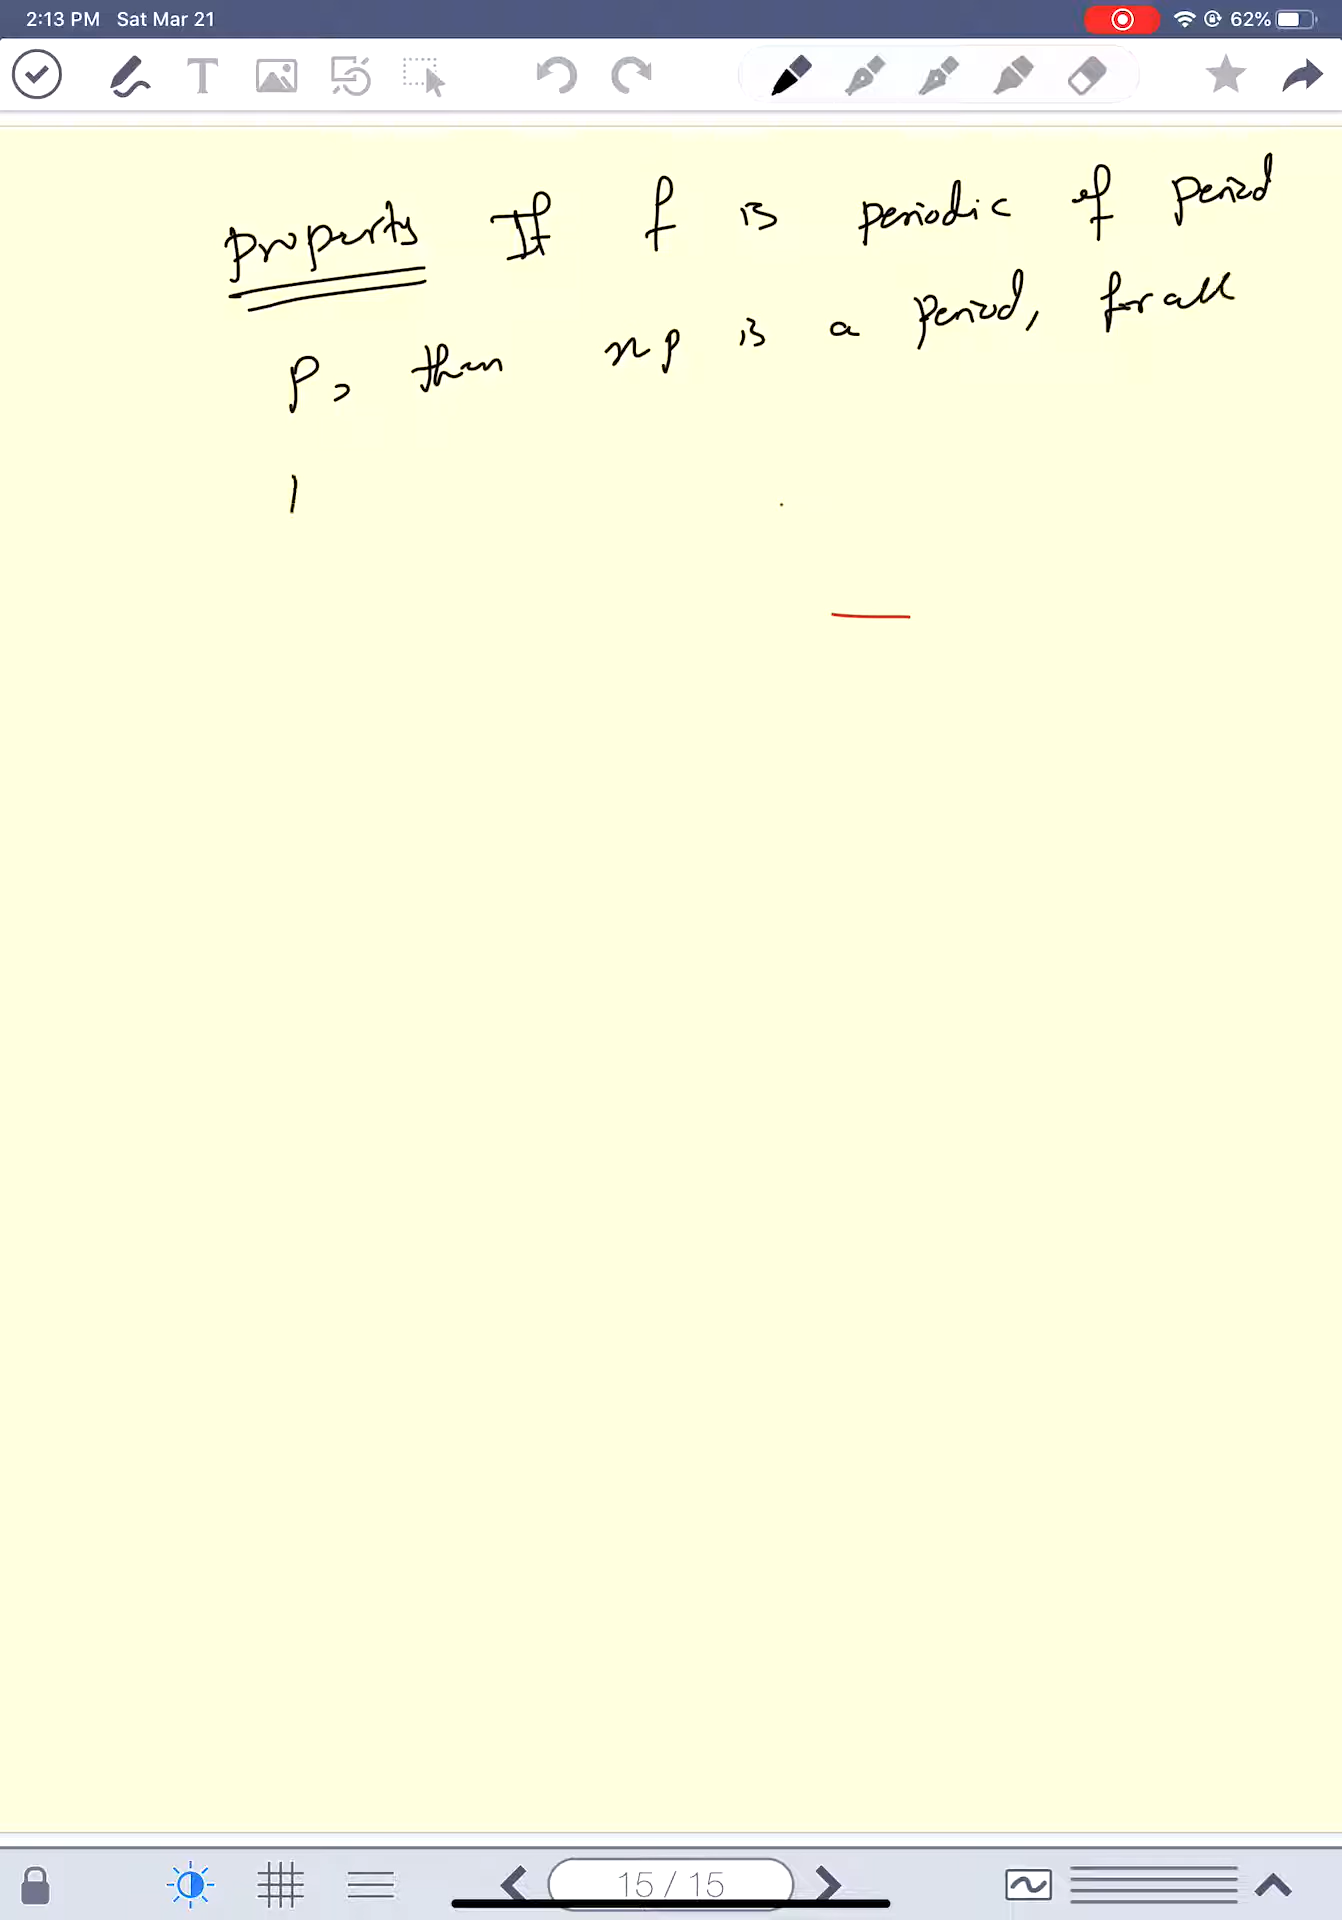 2:13 PM Sat Mar 21 62%
T
Property If f is periodic of period
P, then np is a period, for all
15 / 15